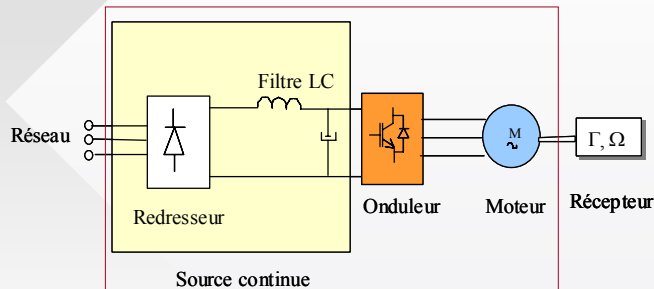 Filtre LC
Réseau
M
~
Γ, Ω
Redresseur
Onduleur
Moteur
Récepteur
Source continue